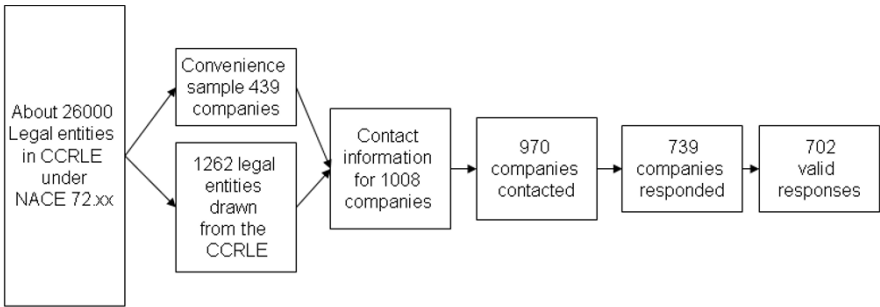 About 26000
Legal entities
in CCRLE
under
NACE 72.xx
Convenience
sample 439
companies
1262 legal
entities
drawn
from the
CCRLE
Contact
information
for 1008
companies
970
companies
contacted
739
companies
responded
702
valid
responses